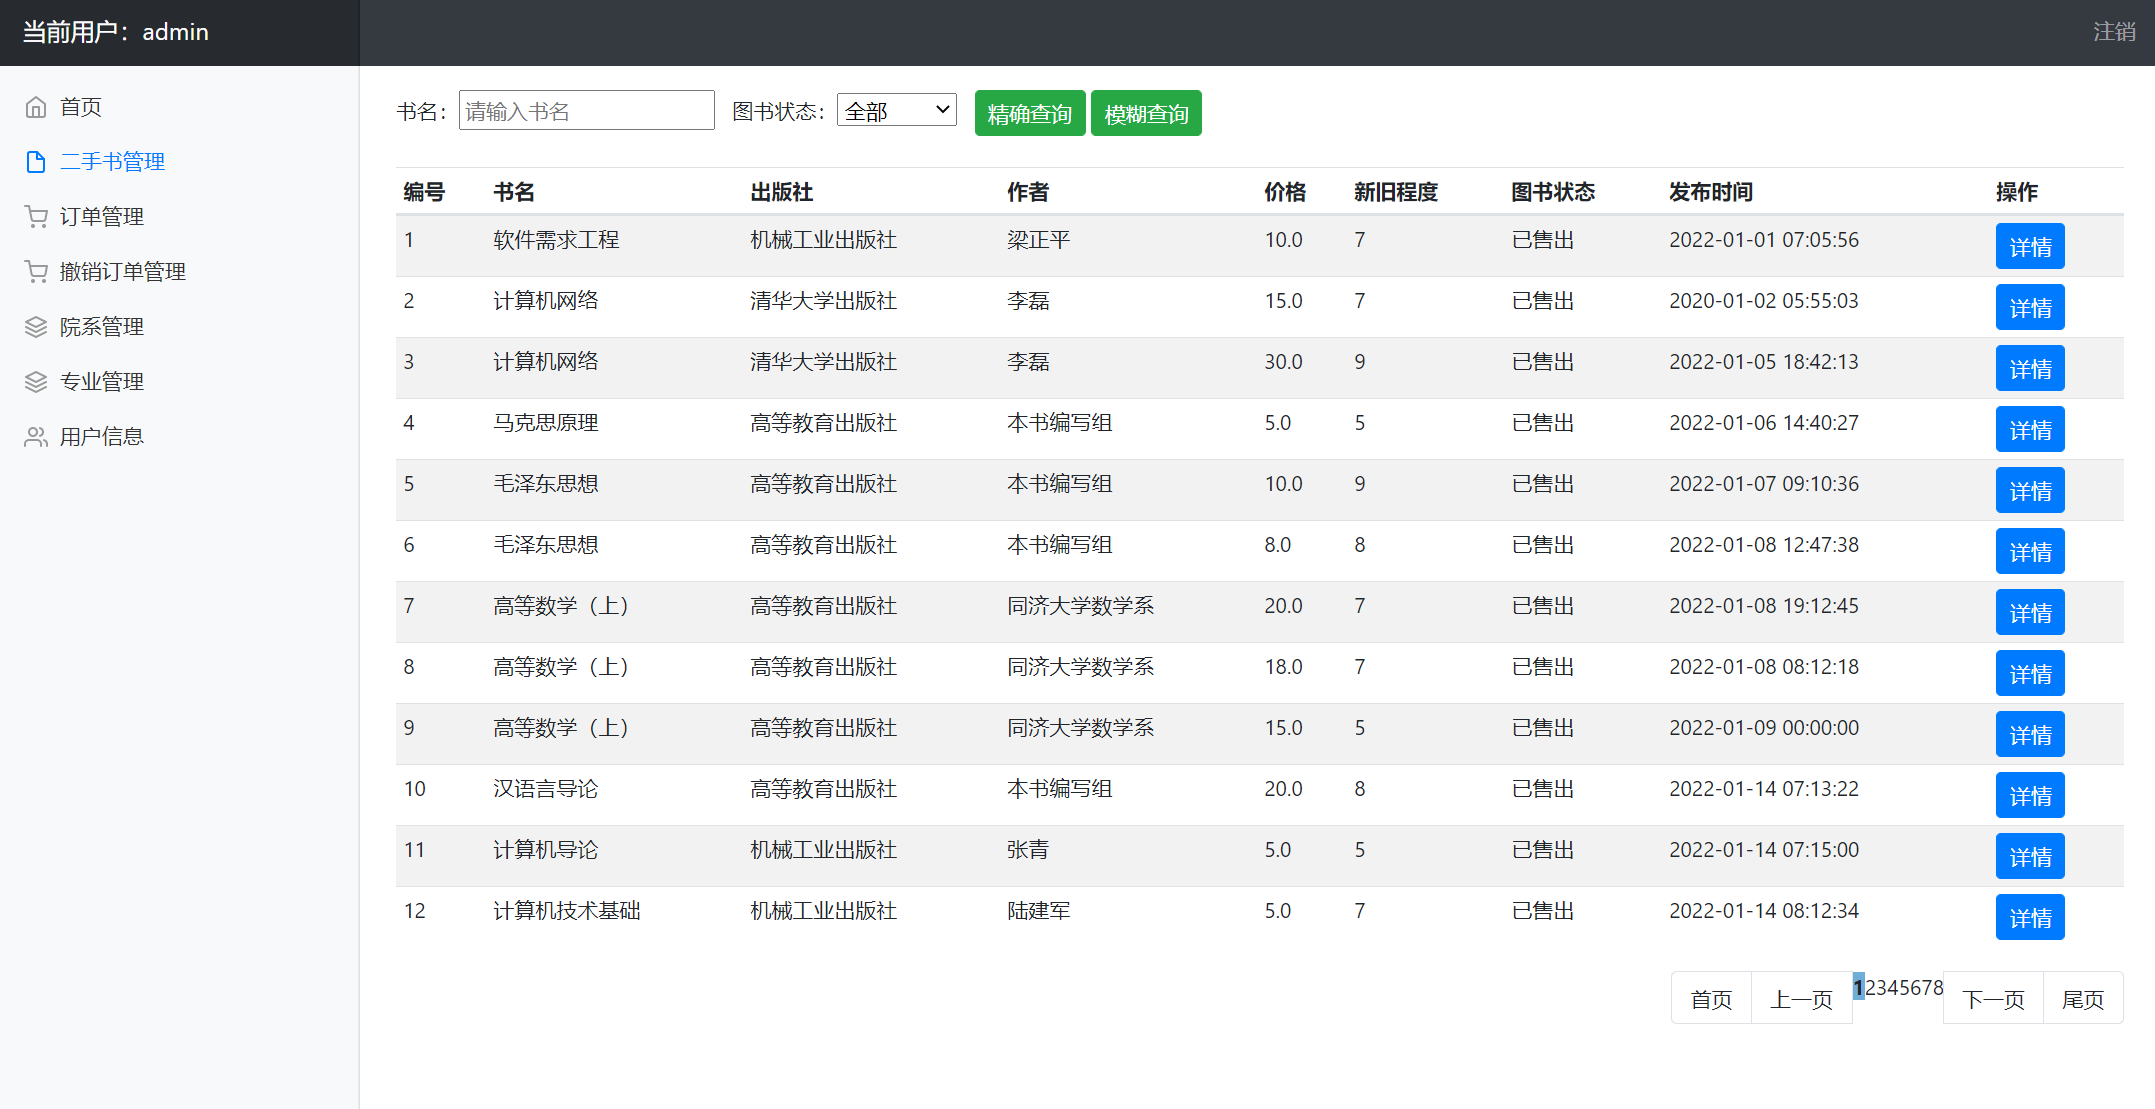 当前用户：admin
注销
首页
二手书管理
订单管理
撤销订单管理
院系管理
专业管理
用户信息
书名： 请输入书名 图书状态： 全部 精确查询 模糊查询
编号 书名 出版社 作者 价格 新旧程度 图书状态 发布时间 操作
1 软件需求工程 机械工业出版社 梁正平 10.0 7 已售出 2022-01-01 07:05:56 详情
2 计算机网络 清华大学出版社 李磊 15.0 7 已售出 2020-01-02 05:55:03 详情
3 计算机网络 清华大学出版社 李磊 30.0 9 已售出 2022-01-05 18:42:13 详情
4 马克思原理 高等教育出版社 本书编写组 5.0 5 已售出 2022-01-06 14:40:27 详情
5 毛泽东思想 高等教育出版社 本书编写组 10.0 9 已售出 2022-01-07 09:10:36 详情
6 毛泽东思想 高等教育出版社 本书编写组 8.0 8 已售出 2022-01-08 12:47:38 详情
7 高等数学（上） 高等教育出版社 同济大学数学系 20.0 7 已售出 2022-01-08 19:12:45 详情
8 高等数学（上） 高等教育出版社 同济大学数学系 18.0 7 已售出 2022-01-08 08:12:18 详情
9 高等数学（上） 高等教育出版社 同济大学数学系 15.0 5 已售出 2022-01-09 00:00:00 详情
10 汉语言导论 高等教育出版社 本书编写组 20.0 8 已售出 2022-01-14 07:13:22 详情
11 计算机导论 机械工业出版社 张青 5.0 5 已售出 2022-01-14 07:15:00 详情
12 计算机技术基础 机械工业出版社 陆建军 5.0 7 已售出 2022-01-14 08:12:34 详情
首页 上一页 12345678 下一页 尾页